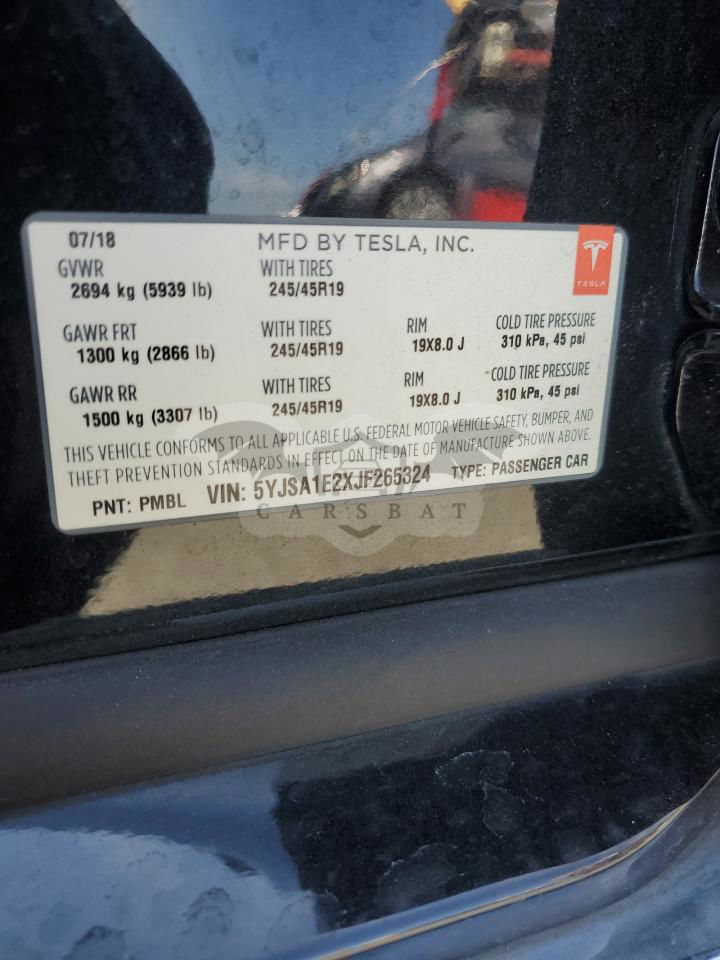 07/18 MFD BY TESLA, INC.
GVWR WITH TIRES
2694 kg (5939 lb) 245/45R19
TESLA
GAWR FRT WITH TIRES RIM COLD TIRE PRESSURE
1300 kg (2866 lb) 245/45R19 19X8.0 J 310 kPa, 45 psi
GAWR RR WITH TIRES RIM COLD TIRE PRESSURE
1500 kg (3307 lb) 245/45R19 19X8.0 J 310 kPa, 45 psi
THIS VEHICLE CONFORMS TO ALL APPLICABLE U.S. FEDERAL MOTOR VEHICLE SAFETY, BUMPER, AND
THEFT PREVENTION STANDARDS IN EFFECT ON THE DATE OF MANUFACTURE SHOWN ABOVE.
PNT: PMBL VIN: 5YJSA1E2XJF265324 TYPE: PASSENGER CAR
CARSBAT